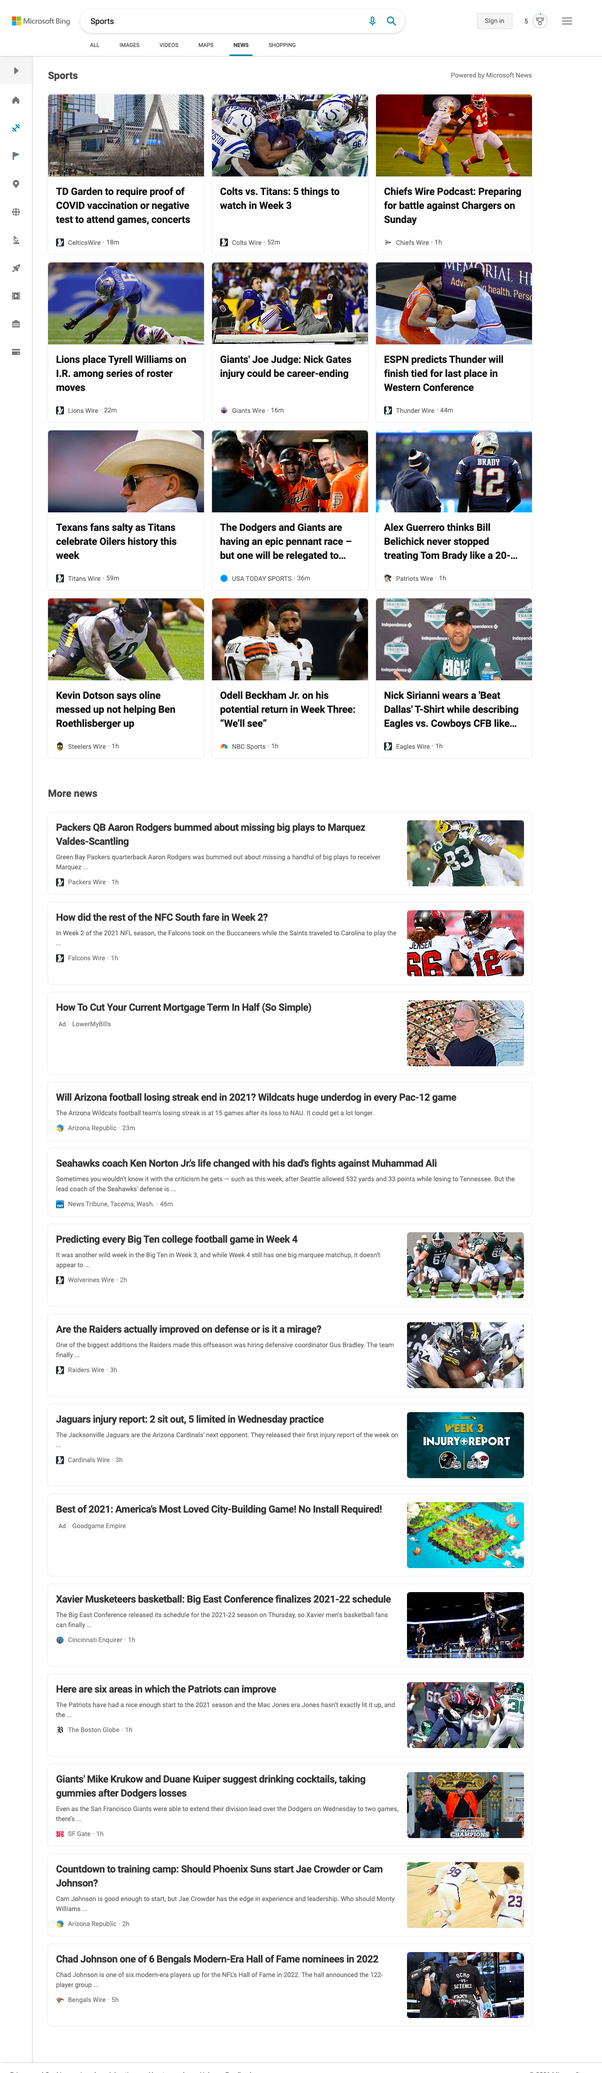 Microsoft Bing
Sports
Sign in
5
ALL
IMAGES
VIDEOS
MAPS
NEWS
SHOPPING
Sports
Powered by Microsoft News
TD Garden to require proof of
COVID vaccination or negative
test to attend games, concerts
CelticsWire · 18m
Colts vs. Titans: 5 things to
watch in Week 3
Colts Wire · 52m
Chiefs Wire Podcast: Preparing
for battle against Chargers on
Sunday
Chiefs Wire · 1h
Lions place Tyrell Williams on
I.R. among series of roster
moves
Lions Wire · 22m
Giants' Joe Judge: Nick Gates
injury could be career-ending
Giants Wire · 16m
MEMORIAL
ESPN predicts Thunder will
finish tied for last place in
Western Conference
Thunder Wire · 44m
Texans fans salty as Titans
celebrate Oilers history this
week
Titans Wire · 59m
The Dodgers and Giants are
having an epic pennant race –
but one will be relegated to...
USA TODAY SPORTS · 36m
BRADY
12
Alex Guerrero thinks Bill
Belichick never stopped
treating Tom Brady like a 20-...
Patriots Wire · 1h
Kevin Dotson says oline
messed up not helping Ben
Roethlisberger up
Steelers Wire · 1h
Odell Beckham Jr. on his
potential return in Week Three:
“We’ll see”
NBC Sports · 1h
EAGLES
Nick Sirianni wears a 'Beat
Dallas' T-Shirt while describing
Eagles vs. Cowboys CFB like...
Eagles Wire · 1h
More news
Packers QB Aaron Rodgers bummed about missing big plays to Marquez
Valdes-Scantling
Green Bay Packers quarterback Aaron Rodgers was bummed out about missing a handful of big plays to receiver
Marquez ...
Packers Wire · 1h
83
How did the rest of the NFC South fare in Week 2?
In Week 2 of the 2021 NFL season, the Falcons took on the Buccaneers while the Saints traveled to Carolina to play the
...
Falcons Wire · 1h
JENSEN
66
12
How To Cut Your Current Mortgage Term In Half (So Simple)
Ad LowerMyBills
Will Arizona football losing streak end in 2021? Wildcats huge underdog in every Pac-12 game
The Arizona Wildcats football team's losing streak is at 15 games after its loss to NAU. It could get a lot longer.
Arizona Republic · 23m
Seahawks coach Ken Norton Jr.'s life changed with his dad's fights against Muhammad Ali
Sometimes you wouldn't know it with the criticism he gets — such as this week, after Seattle allowed 532 yards and 33 points while losing to Tennessee. But the
lead coach of the Seahawks' defense is ...
News Tribune, Tacoma, Wash. · 46m
Predicting every Big Ten college football game in Week 4
It was another wild week in the Big Ten in Week 3, and while Week 4 still has one big marquee matchup, it doesn't
appear to ...
Wolverines Wire · 2h
64
Are the Raiders actually improved on defense or is it a mirage?
One of the biggest additions the Raiders made this offseason was hiring defensive coordinator Gus Bradley. The team
finally ...
Raiders Wire · 3h
Jaguars injury report: 2 sit out, 5 limited in Wednesday practice
The Jacksonville Jaguars are the Arizona Cardinals' next opponent. They released their first injury report of the week on
...
Cardinals Wire · 3h
WEEK 3
INJURY+REPORT
Best of 2021: America's Most Loved City-Building Game! No Install Required!
Ad Goodgame Empire
Xavier Musketeers basketball: Big East Conference finalizes 2021-22 schedule
The Big East Conference released its schedule for the 2021-22 season on Thursday, so Xavier men's basketball fans
can finally ...
Cincinnati Enquirer · 1h
Here are six areas in which the Patriots can improve
The Patriots have had a nice enough start to the 2021 season and the Mac Jones era.Jones hasn't exactly lit it up, and
the ...
The Boston Globe · 1h
Giants' Mike Krukow and Duane Kuiper suggest drinking cocktails, taking
gummies after Dodgers losses
Even as the San Francisco Giants were able to extend their division lead over the Dodgers on Wednesday to two games,
there's ...
SF Gate · 1h
CHAMPIONS
Countdown to training camp: Should Phoenix Suns start Jae Crowder or Cam
Johnson?
Cam Johnson is good enough to start, but Jae Crowder has the edge in experience and leadership. Who should Monty
Williams ...
Arizona Republic · 2h
99
23
Chad Johnson one of 6 Bengals Modern-Era Hall of Fame nominees in 2022
Chad Johnson is one of six modern-era players up for the NFL's Hall of Fame in 2022. The hall announced the 122-
player group ...
Bengals Wire · 5h
SCIENCE